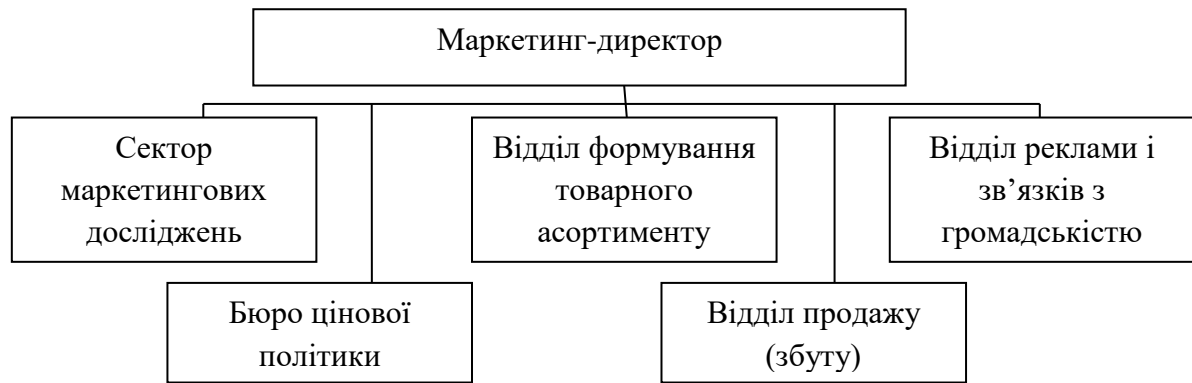 Маркетинг-директор
Сектор
маркетингових
досліджень
Відділ формування
товарного
асортименту
Відділ реклами і
зв’язків з
громадськістю
Бюро цінової
політики
Відділ продажу
(збуту)